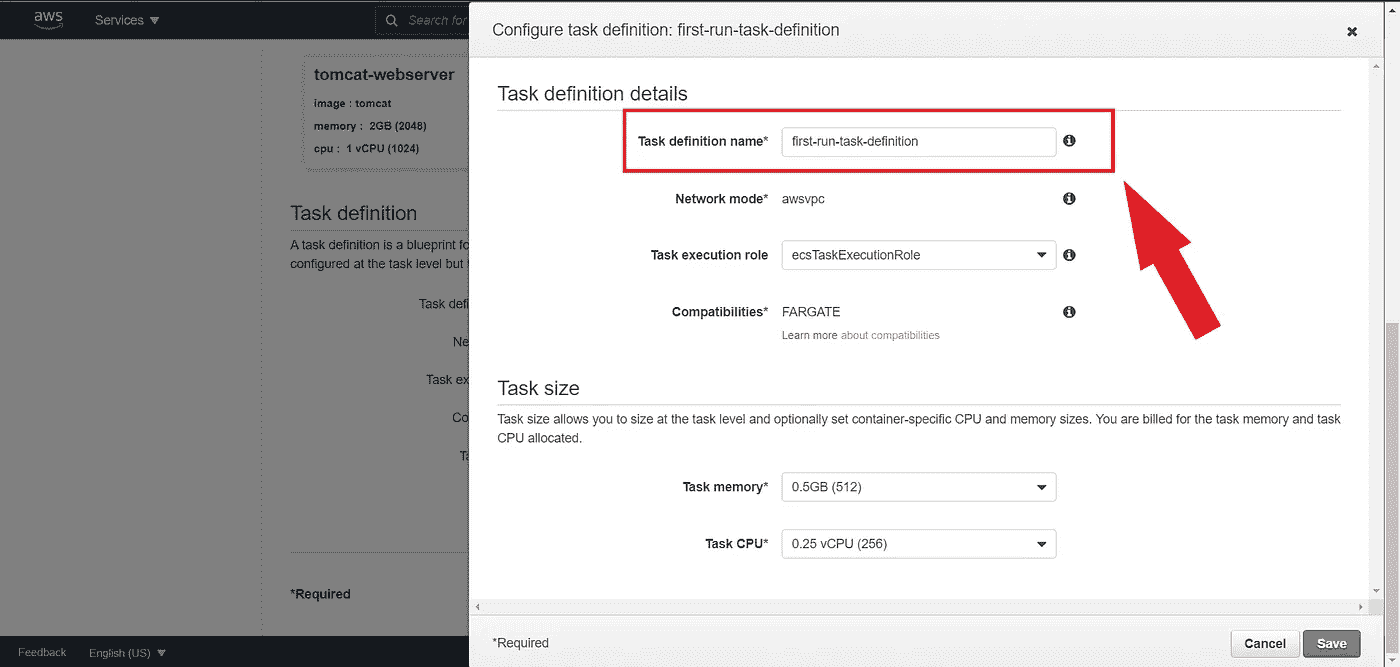 aws
Services
Search for
tomcat-webserver
image : tomcat
memory : 2GB (2048)
cpu : 1 vCPU (1024)
Task definition
A task definition is a blueprint fo
configured at the task level but
Task defi
Ne
Task ex
Co
Ta
*Required
Feedback
English (US)
Configure task definition: first-run-task-definition
Task definition details
Task definition name* first-run-task-definition
Network mode* awsvpc
Task execution role ecsTaskExecutionRole
Compatibilities* FARGATE
Learn more about compatibilities
Task size
Task size allows you to size at the task level and optionally set container-specific CPU and memory sizes. You are billed for the task memory and task
CPU allocated.
Task memory* 0.5GB (512)
Task CPU* 0.25 vCPU (256)
*Required
Cancel
Save